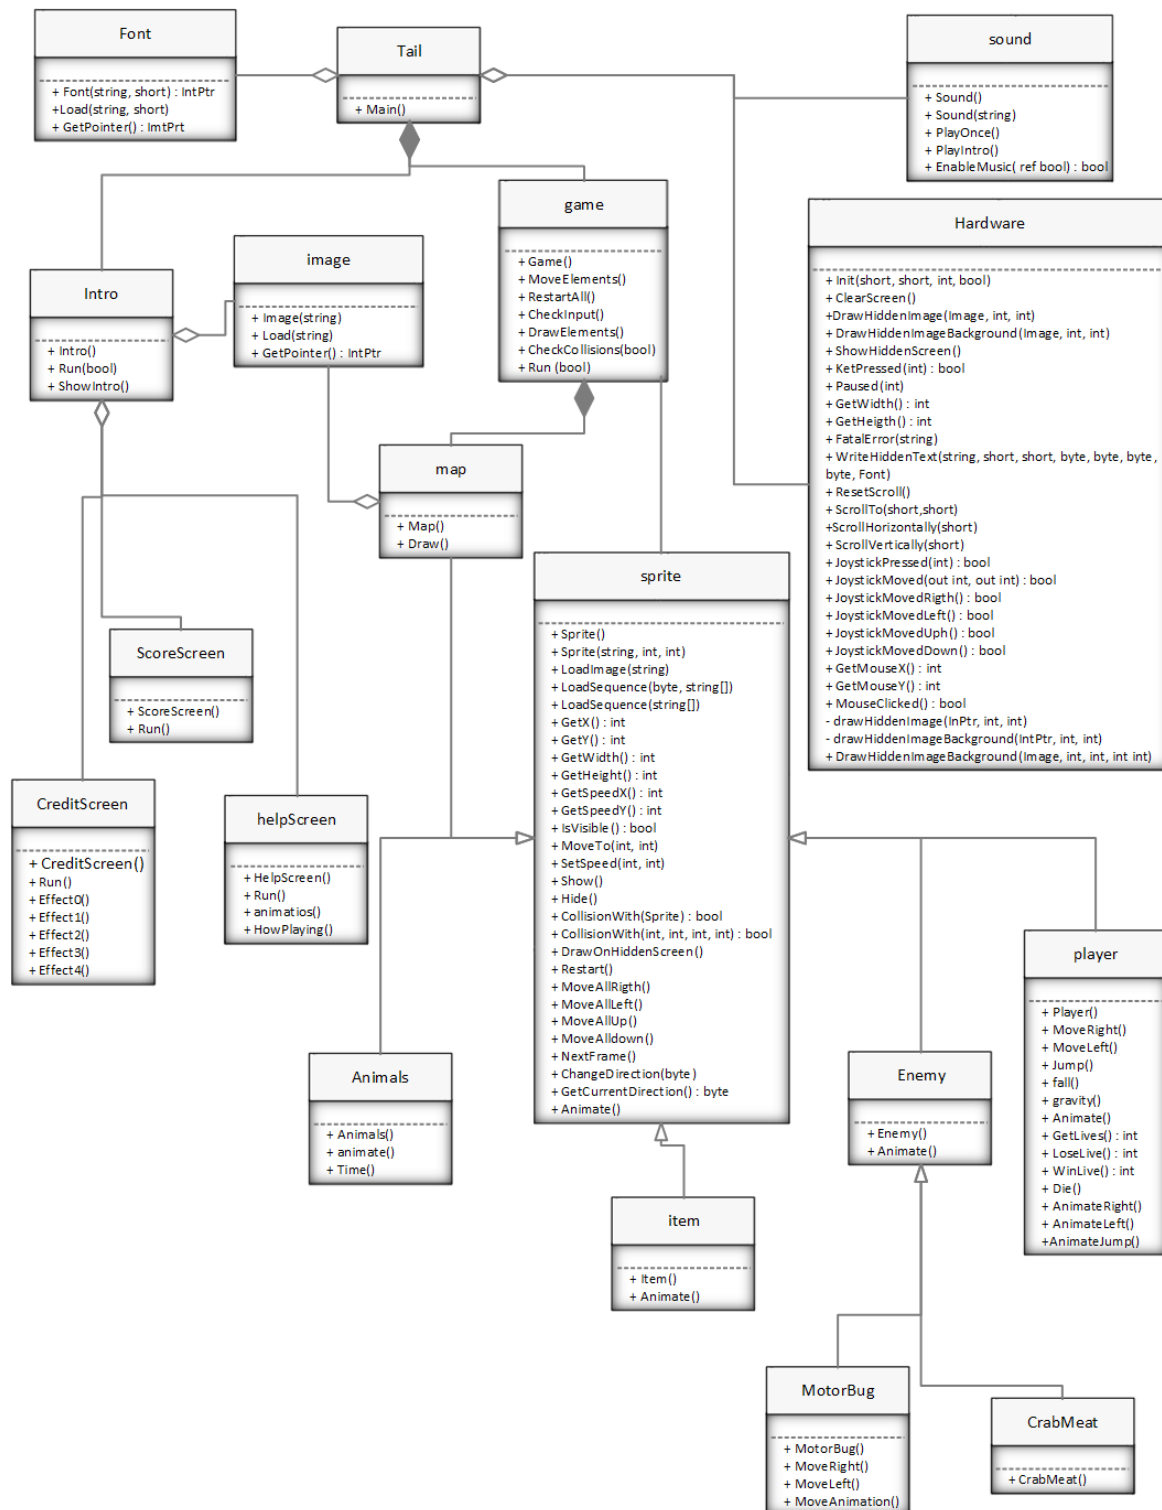 Font
+ Font(string, short) : IntPtr
+Load(string, short)
+ GetPointer() : ImtPrt
Tail
+ Main()
sound
+ Sound()
+ Sound(string)
+ PlayOnce()
+ PlayIntro()
+ EnableMusic( ref bool) : bool
game
+ Game()
+ MoveElements()
+ RestartAll()
+ CheckInput()
+ DrawElements()
+ CheckCollisions(bool)
+ Run (bool)
Hardware
+ Init(short, short, int, bool)
+ ClearScreen()
+DrawHiddenImage(Image, int, int)
+ DrawHiddenImageBackground(Image, int, int)
+ ShowHiddenScreen()
+ KetPressed(int) : bool
+ Paused(int)
+ GetWidth() : int
+ GetHeigth() : int
+ FatalError(string)
+ WriteHiddenText(string, short, short, byte, byte, byte,
byte, Font)
+ ResetScroll()
+ ScrollTo(short,short)
+ScrollHorizontally(short)
+ ScrollVertically(short)
+ JoystickPressed(int) : bool
+ JoystickMoved(out int, out int) : bool
+ JoystickMovedRigth() : bool
+ JoystickMovedLeft() : bool
+ JoystickMovedUph() : bool
+ JoystickMovedDown() : bool
+ GetMouseX() : int
+ GetMouseY() : int
+ MouseClicked() : bool
- drawHiddenImage(InPtr, int, int)
- drawHiddenImageBackground(IntPtr, int, int)
+ DrawHiddenImageBackground(Image, int, int, int int)
Intro
+ Intro()
+ Run(bool)
+ ShowIntro()
image
+ Image(string)
+ Load(string)
+ GetPointer() : IntPtr
map
+ Map()
+ Draw()
sprite
+ Sprite()
+ Sprite(string, int, int)
+ LoadImage(string)
+ LoadSequence(byte, string[])
+ LoadSequence(string[])
+ GetX() : int
+ GetY() : int
+ GetWidth() : int
+ GetHeight() : int
+ GetSpeedX() : int
+ GetSpeedY() : int
+ IsVisible() : bool
+ MoveTo(int, int)
+ SetSpeed(int, int)
+ Show()
+ Hide()
+ CollisionWith(Sprite) : bool
+ CollisionWith(int, int, int, int) : bool
+ DrawOnHiddenScreen()
+ Restart()
+ MoveAllRigth()
+ MoveAllLeft()
+ MoveAllUp()
+ MoveAlldown()
+ NextFrame()
+ ChangeDirection(byte)
+ GetCurrentDirection() : byte
+ Animate()
ScoreScreen
+ ScoreScreen()
+ Run()
CreditScreen
+ CreditScreen()
+ Run()
+ Effect0()
+ Effect1()
+ Effect2()
+ Effect3()
+ Effect4()
helpScreen
+ HelpScreen()
+ Run()
+ animatios()
+ HowPlaying()
player
+ Player()
+ MoveRight()
+ MoveLeft()
+ Jump()
+ fall()
+ gravity()
+ Animate()
+ GetLives() : int
+ LoseLive() : int
+ WinLive() : int
+ Die()
+ AnimateRight()
+ AnimateLeft()
+AnimateJump()
Animals
+ Animals()
+ animate()
+ Time()
Enemy
+ Enemy()
+ Animate()
item
+ Item()
+ Animate()
MotorBug
+ MotorBug()
+ MoveRight()
+ MoveLeft()
+ MoveAnimation()
CrabMeat
+ CrabMeat()